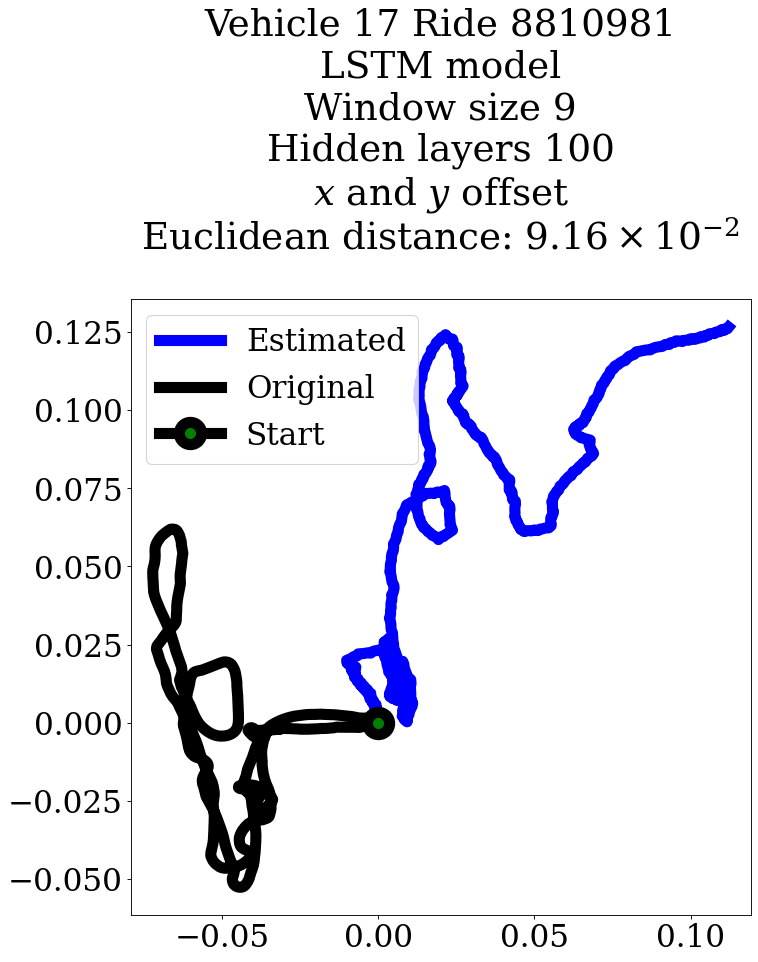 Vehicle 17 Ride 8810981
LSTM model
Window size 9
Hidden layers 100
x and y offset
Euclidean distance: 9.16 × 10⁻²
Estimated
Original
Start
0.125
0.100
0.075
0.050
0.025
0.000
−0.025
−0.050
−0.05 0.00 0.05 0.10